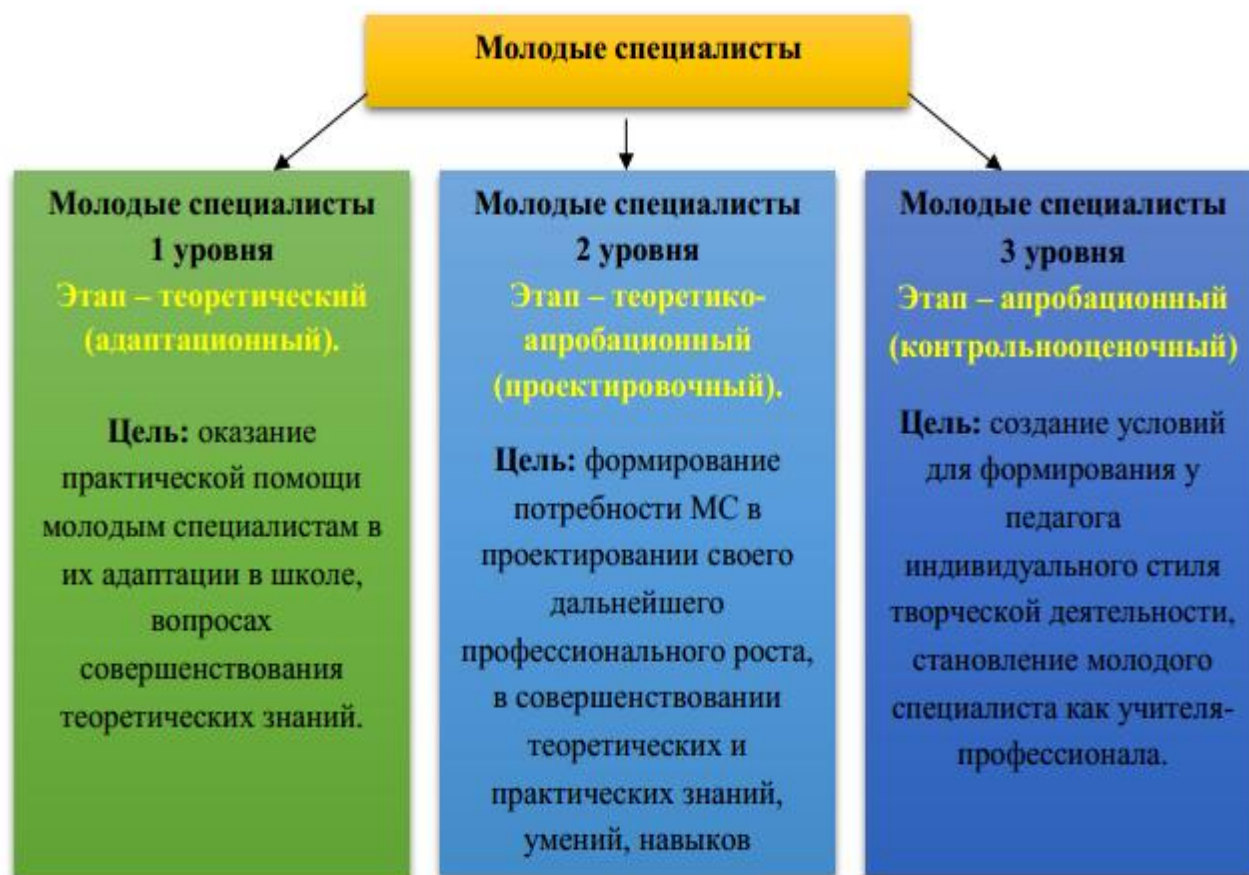 Молодые специалисты
Молодые специалисты
1 уровня
Этап – теоретический
(адаптационный).
Цель: оказание
практической помощи
молодым специалистам в
их адаптации в школе,
вопросах
совершенствования
теоретических знаний.
Молодые специалисты
2 уровня
Этап – теоретико-
апробационный
(проектировочный).
Цель: формирование
потребности МС в
проектировании своего
дальнейшего
профессионального роста,
в совершенствовании
теоретических и
практических знаний,
умений, навыков
Молодые специалисты
3 уровня
Этап – апробационный
(контрольнооценочный)
Цель: создание условий
для формирования у
педагога
индивидуального стиля
творческой деятельности,
становление молодого
специалиста как учителя-
профессионала.